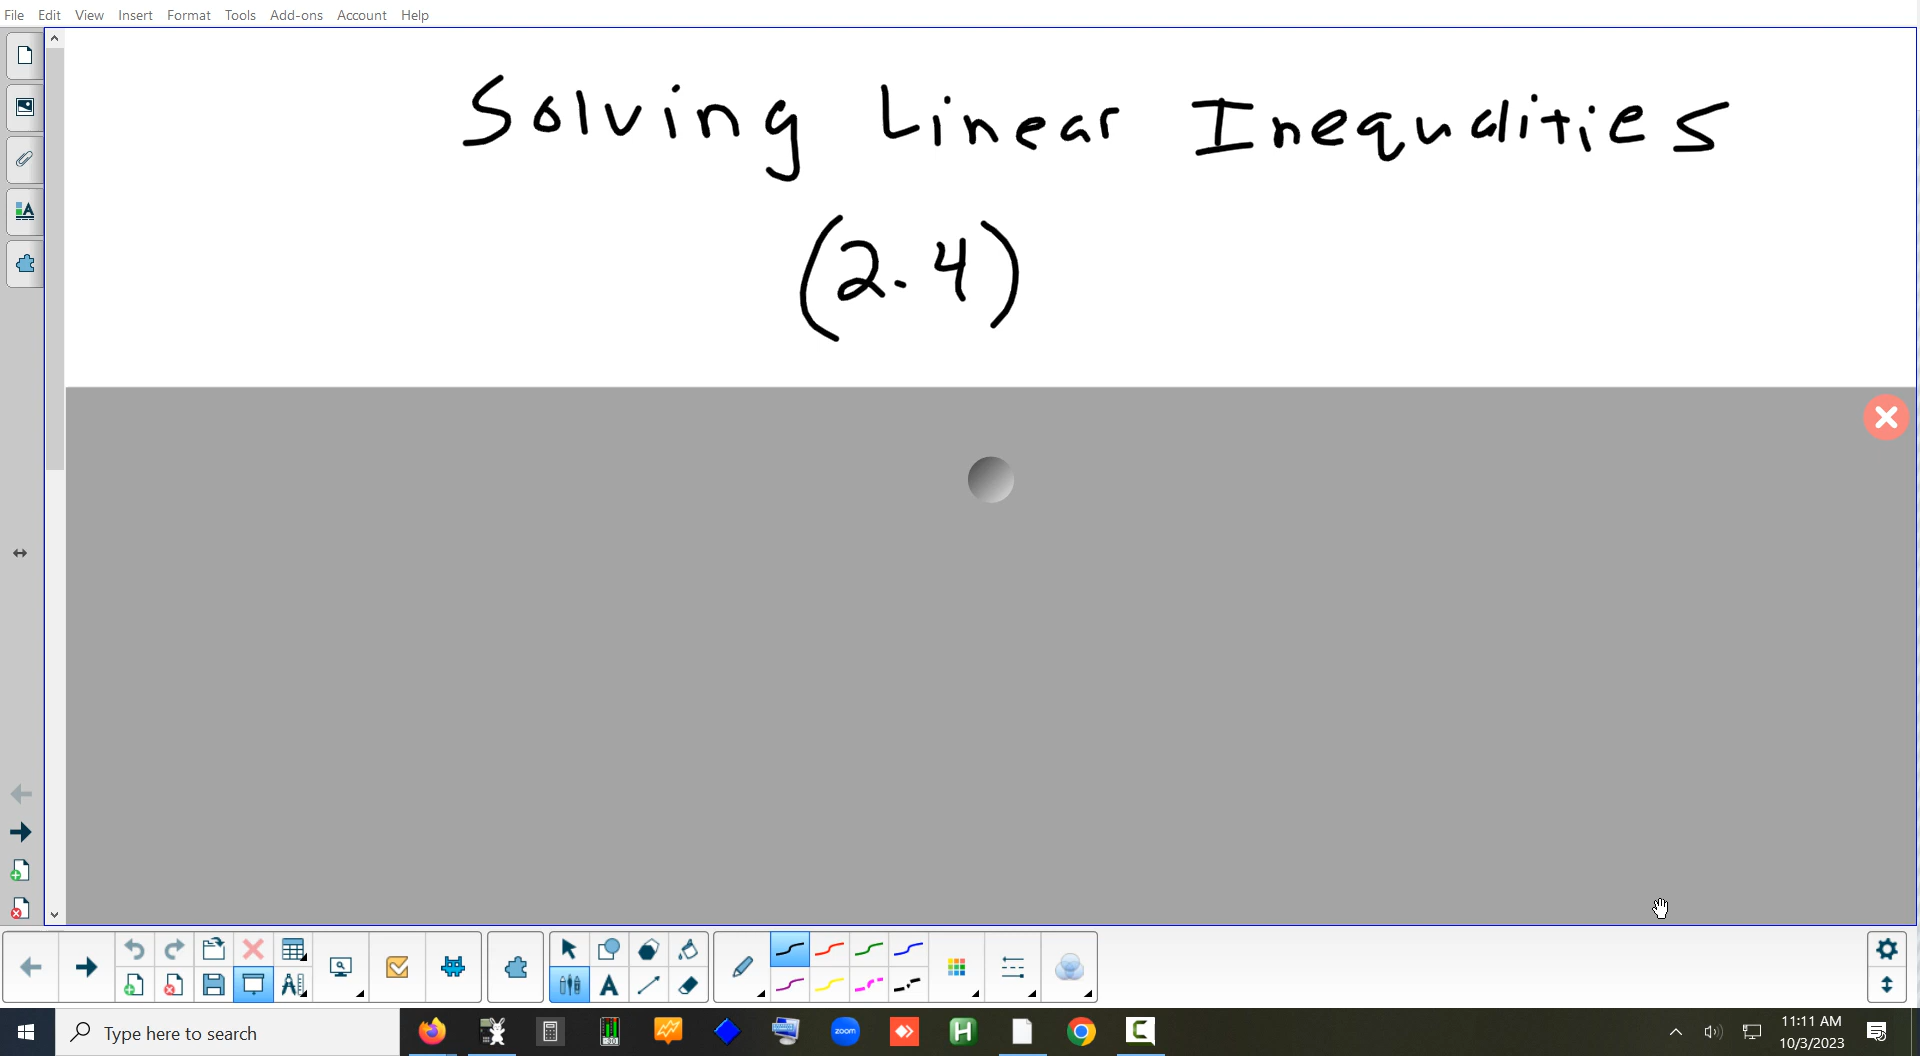 File Edit View Insert Format Tools Add-ons Account Help
Solving Linear Inequalities
(2.4)
Type here to search
zoom
11:11 AM
10/3/2023